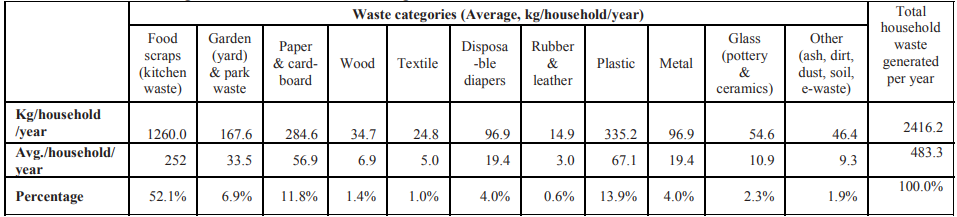 Waste categories (Average, kg/household/year)
Total household waste generated per year
Food scraps (kitchen waste)
Garden (yard) & park waste
Paper & card-board
Wood
Textile
Disposa-ble diapers
Rubber & leather
Plastic
Metal
Glass (pottery & ceramics)
Other (ash, dirt, dust, soil, e-waste)
Kg/household /year 1260.0 167.6 284.6 34.7 24.8 96.9 14.9 335.2 96.9 54.6 46.4 2416.2
Avg./household/ year 252 33.5 56.9 6.9 5.0 19.4 3.0 67.1 19.4 10.9 9.3 483.3
Percentage 52.1% 6.9% 11.8% 1.4% 1.0% 4.0% 0.6% 13.9% 4.0% 2.3% 1.9% 100.0%